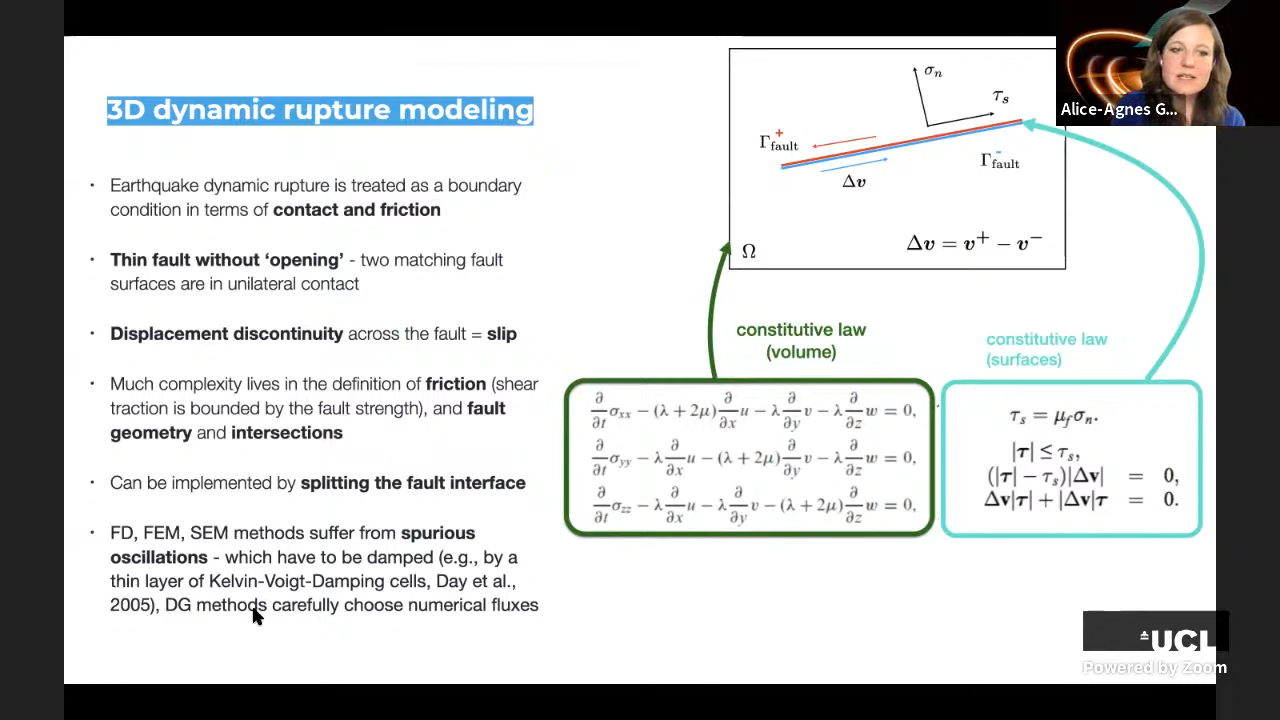 3D dynamic rupture modeling
• Earthquake dynamic rupture is treated as a boundary
condition in terms of contact and friction
• Thin fault without ‘opening’ - two matching fault
surfaces are in unilateral contact
• Displacement discontinuity across the fault = slip
• Much complexity lives in the definition of friction (shear
traction is bounded by the fault strength), and fault
geometry and intersections
• Can be implemented by splitting the fault interface
• FD, FEM, SEM methods suffer from spurious
oscillations - which have to be damped (e.g., by a
thin layer of Kelvin-Voigt-Damping cells, Day et al.,
2005), DG methods carefully choose numerical fluxes
σₙ
τₛ
Γ⁺fault
Γ⁻fault
Δv
Δv = v⁺ − v⁻
Ω
constitutive law
(volume)
∂/∂t σxx − (λ + 2μ) ∂/∂x u − λ ∂/∂y v − λ ∂/∂z w = 0,
∂/∂t σyy − λ ∂/∂x u − (λ + 2μ) ∂/∂y v − λ ∂/∂z w = 0,
∂/∂t σzz − λ ∂/∂x u − λ ∂/∂y v − (λ + 2μ) ∂/∂z w = 0,
constitutive law
(surfaces)
τₛ = μfσₙ.
|τ| ≤ τₛ,
(|τ| − τₛ)|Δv| = 0,
Δv|τ| + |Δv|τ = 0.
Alice-Agnes G...
UCL
Powered by Zoom